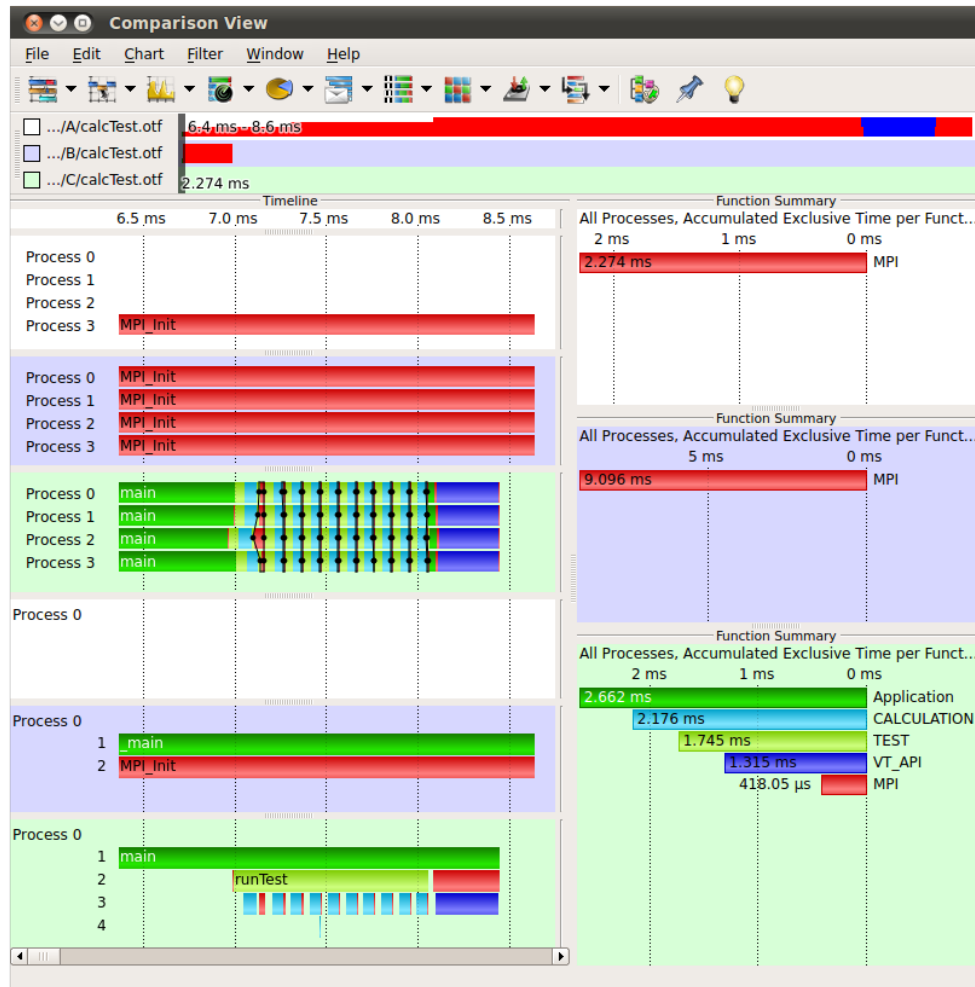 Comparison View
File Edit Chart Filter Window Help
.../A/calcTest.otf 6.4 ms - 8.6 ms
.../B/calcTest.otf
.../C/calcTest.otf 2.274 ms
Timeline
6.5 ms 7.0 ms 7.5 ms 8.0 ms 8.5 ms
Process 0
Process 1
Process 2
Process 3 MPI_Init
Process 0 MPI_Init
Process 1 MPI_Init
Process 2 MPI_Init
Process 3 MPI_Init
Process 0 main
Process 1 main
Process 2 main
Process 3 main
Process 0
Process 0
1 _main
2 MPI_Init
Process 0
1 main
2 runTest
3
4
Function Summary
All Processes, Accumulated Exclusive Time per Funct...
2 ms 1 ms 0 ms
2.274 ms MPI
Function Summary
All Processes, Accumulated Exclusive Time per Funct...
5 ms 0 ms
9.096 ms MPI
Function Summary
All Processes, Accumulated Exclusive Time per Funct...
2 ms 1 ms 0 ms
2.662 ms Application
2.176 ms CALCULATION
1.745 ms TEST
1.315 ms VT_API
418.05 µs MPI